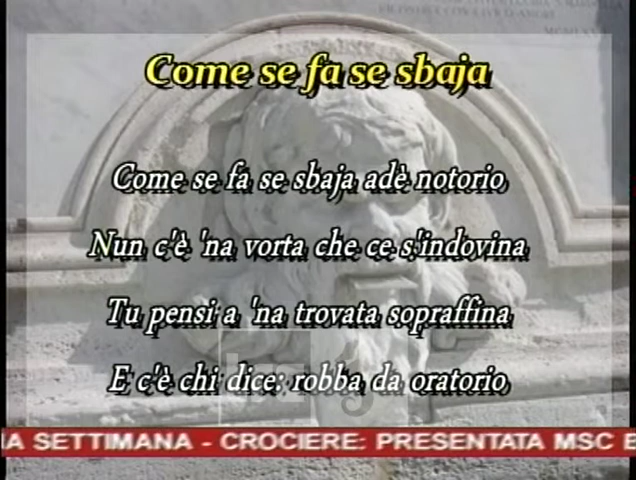 Come se fa se sbaja
Come se fa se sbaja adè notorio
Nun c'è 'na vorta che ce s'indovina
Tu pensi a 'na trovata sopraffina
E c'è chi dice: robba da oratorio
A SETTIMANA - CROCIERE: PRESENTATA MSC E